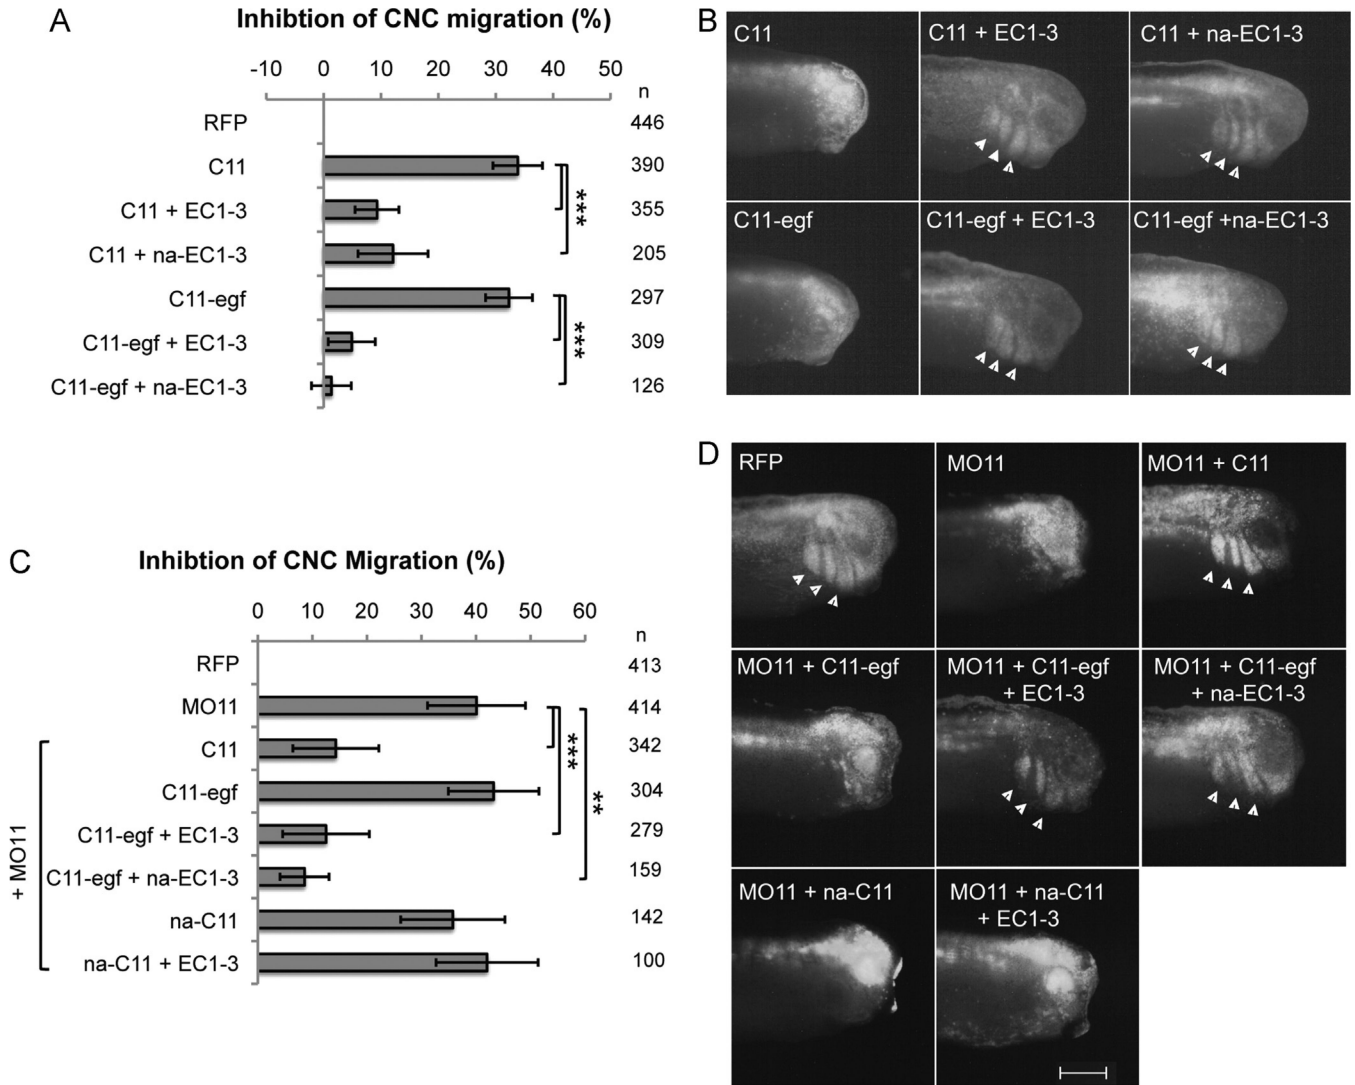 A
Inhibtion of CNC migration (%)
-10 0 10 20 30 40 50
n
RFP 446
C11 390
C11 + EC1-3 355
C11 + na-EC1-3 205
C11-egf 297
C11-egf + EC1-3 309
C11-egf + na-EC1-3 126
***
***
B
C11
C11 + EC1-3
C11 + na-EC1-3
C11-egf
C11-egf + EC1-3
C11-egf +na-EC1-3
C
Inhibtion of CNC Migration (%)
0 10 20 30 40 50 60
n
RFP 413
MO11 414
C11 342
C11-egf 304
C11-egf + EC1-3 279
C11-egf + na-EC1-3 159
na-C11 142
na-C11 + EC1-3 100
+ MO11
***
**
D
RFP
MO11
MO11 + C11
MO11 + C11-egf
MO11 + C11-egf
+ EC1-3
MO11 + C11-egf
+ na-EC1-3
MO11 + na-C11
MO11 + na-C11
+ EC1-3